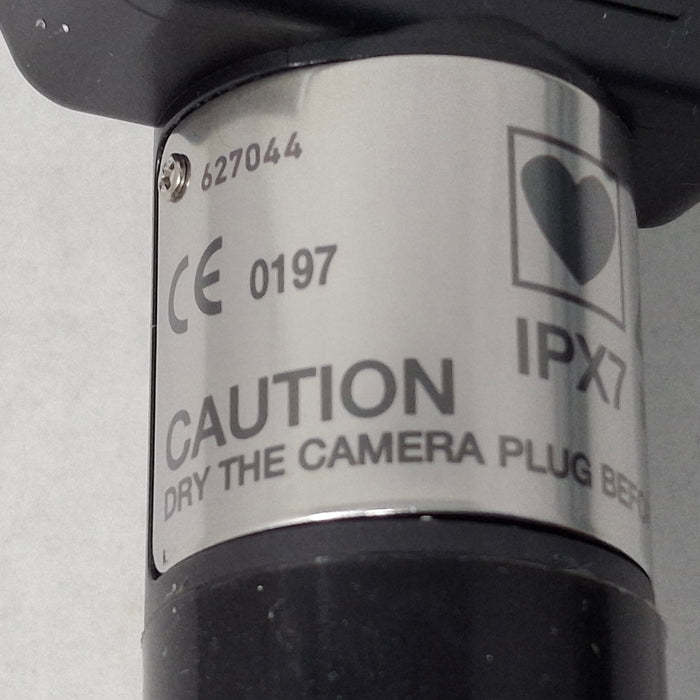 627044
CE 0197
IPX7
CAUTION
DRY THE CAMERA PLUG